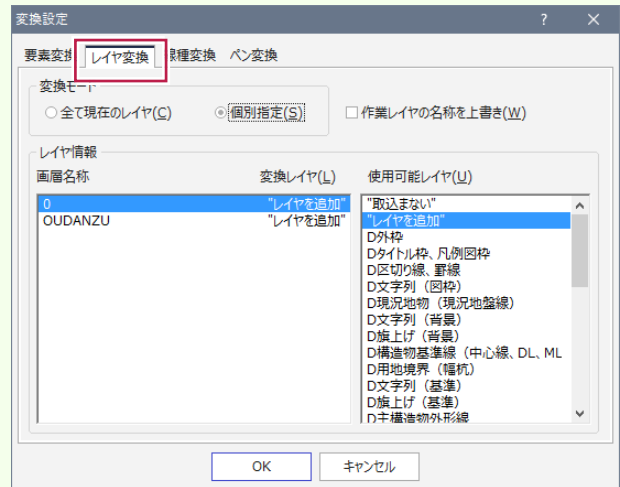 変換設定
? ×
要素変 レイヤ変換 線種変換 ペン変換
変換モード
全て現在のレイヤ(C) 個別指定(S) 作業レイヤの名称を上書き(W)
レイヤ情報
画層名称 変換レイヤ(L) 使用可能レイヤ(U)
0 "レイヤを追加"
OUDANZU "レイヤを追加"
"取込まない"
"レイヤを追加"
D外枠
Dタイトル枠、凡例図枠
D区切り線、罫線
D文字列（図枠）
D現況地物（現況地盤線）
D文字列（背景）
D旗上げ（背景）
D構造物基準線（中心線、DL、ML
D用地境界（幅杭）
D文字列（基準）
D旗上げ（基準）
D主構造物外形線
OK キャンセル